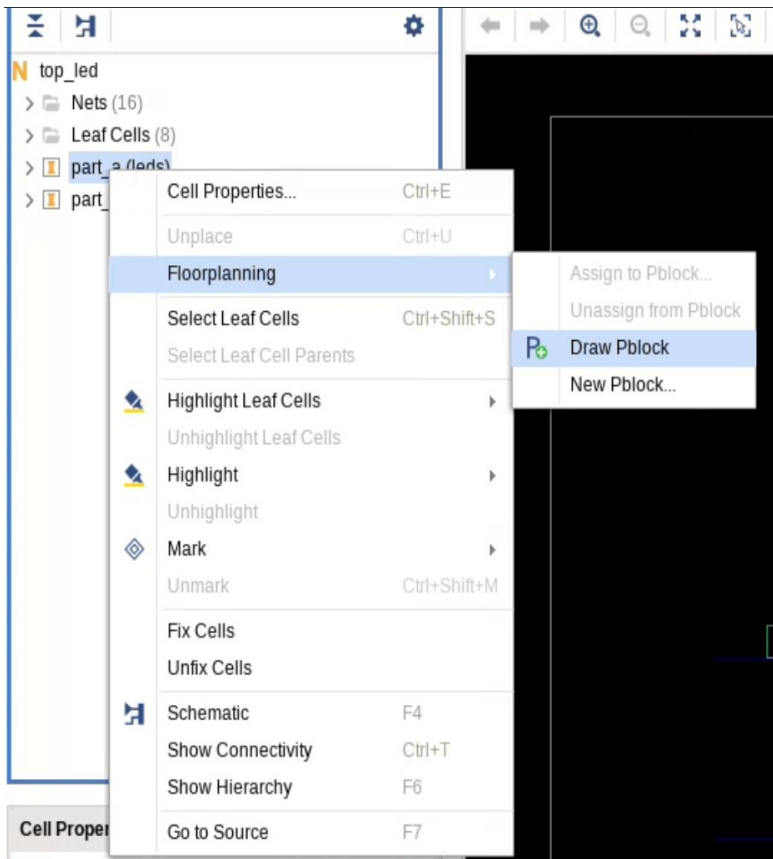 N top_led
Nets (16)
Leaf Cells (8)
part_a (leds)
part_
Cell Properties... Ctrl+E
Unplace Ctrl+U
Floorplanning
Select Leaf Cells Ctrl+Shift+S
Select Leaf Cell Parents
Highlight Leaf Cells
Unhighlight Leaf Cells
Highlight
Unhighlight
Mark
Unmark Ctrl+Shift+M
Fix Cells
Unfix Cells
Schematic F4
Show Connectivity Ctrl+T
Show Hierarchy F6
Go to Source F7
Assign to Pblock...
Unassign from Pblock
Draw Pblock
New Pblock...
Cell Proper